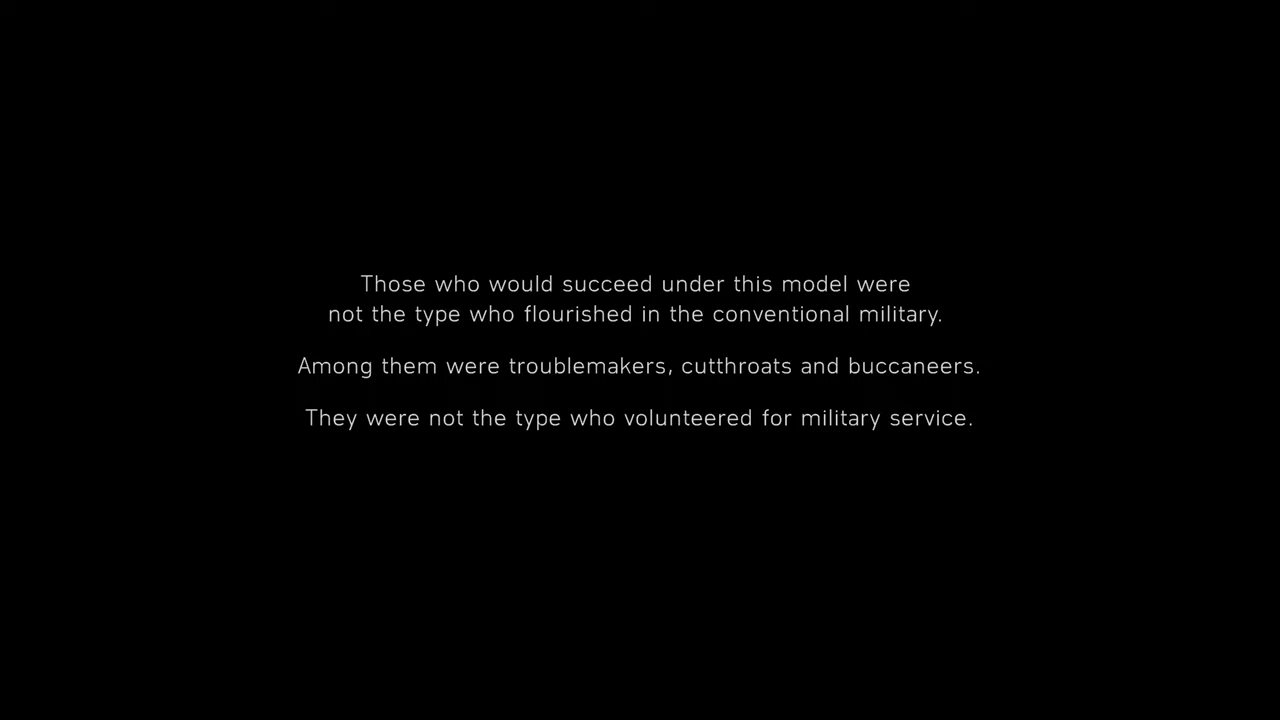 Those who would succeed under this model were
not the type who flourished in the conventional military.
Among them were troublemakers, cutthroats and buccaneers.
They were not the type who volunteered for military service.